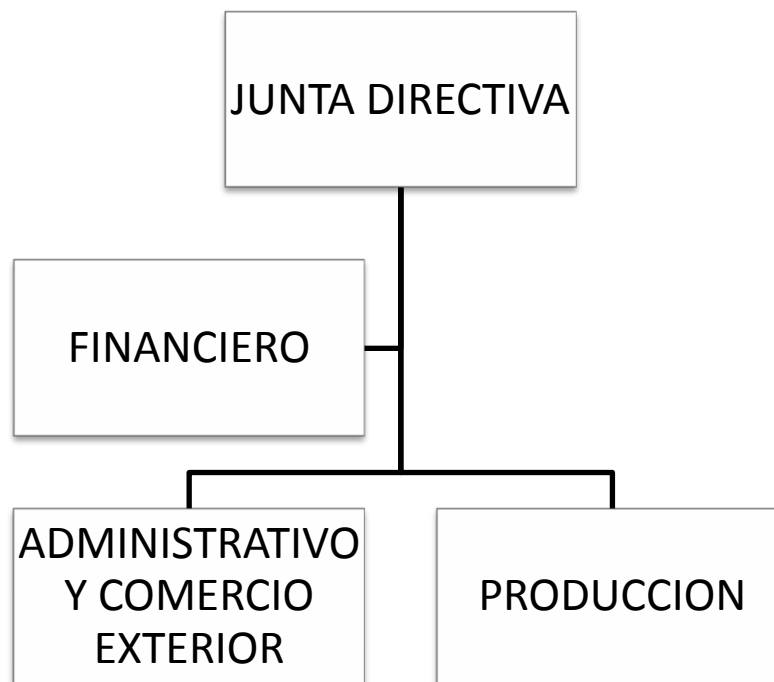 JUNTA DIRECTIVA
FINANCIERO
ADMINISTRATIVO
Y COMERCIO
EXTERIOR
PRODUCCION